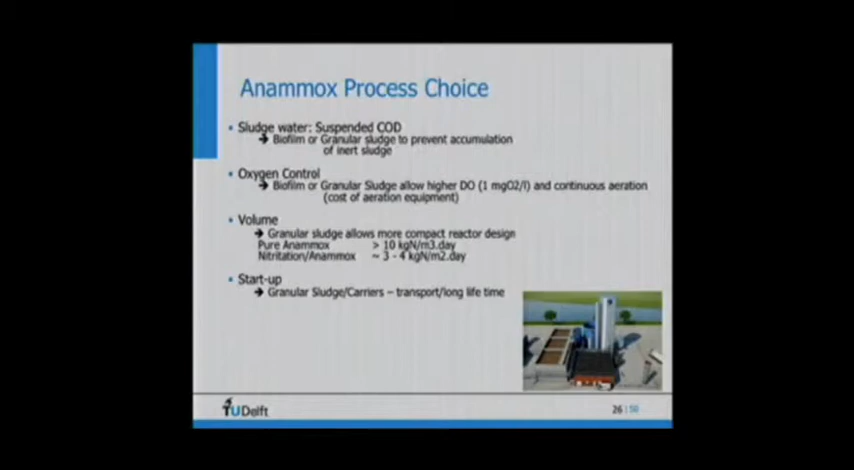 Anammox Process Choice
▪ Sludge water: Suspended COD
➔ Biofilm or Granular sludge to prevent accumulation
of inert sludge
▪ Oxygen Control
➔ Biofilm or Granular Sludge allow higher DO (1 mgO2/l) and continuous aeration
(cost of aeration equipment)
▪ Volume
➔ Granular sludge allows more compact reactor design
Pure Anammox > 10 kgN/m3.day
Nitritation/Anammox ~ 3 - 4 kgN/m2.day
▪ Start-up
➔ Granular Sludge/Carriers – transport/long life time
TU Delft
26 | 50